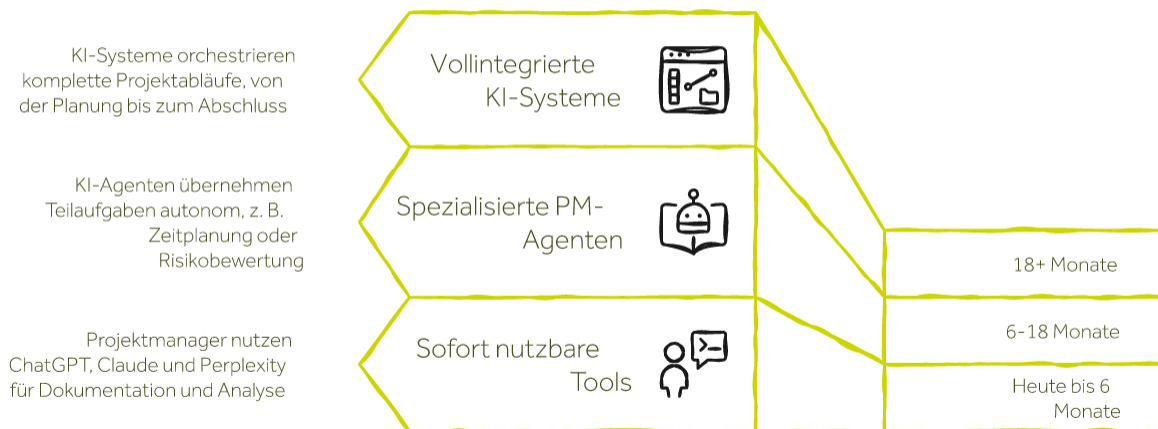 KI-Systeme orchestrieren
komplette Projektabläufe, von
der Planung bis zum Abschluss
Vollintegrierte
KI-Systeme
KI-Agenten übernehmen
Teilaufgaben autonom, z. B.
Zeitplanung oder
Risikobewertung
Spezialisierte PM-
Agenten
18+ Monate
6-18 Monate
Projektmanager nutzen
ChatGPT, Claude und Perplexity
für Dokumentation und Analyse
Sofort nutzbare
Tools
Heute bis 6
Monate